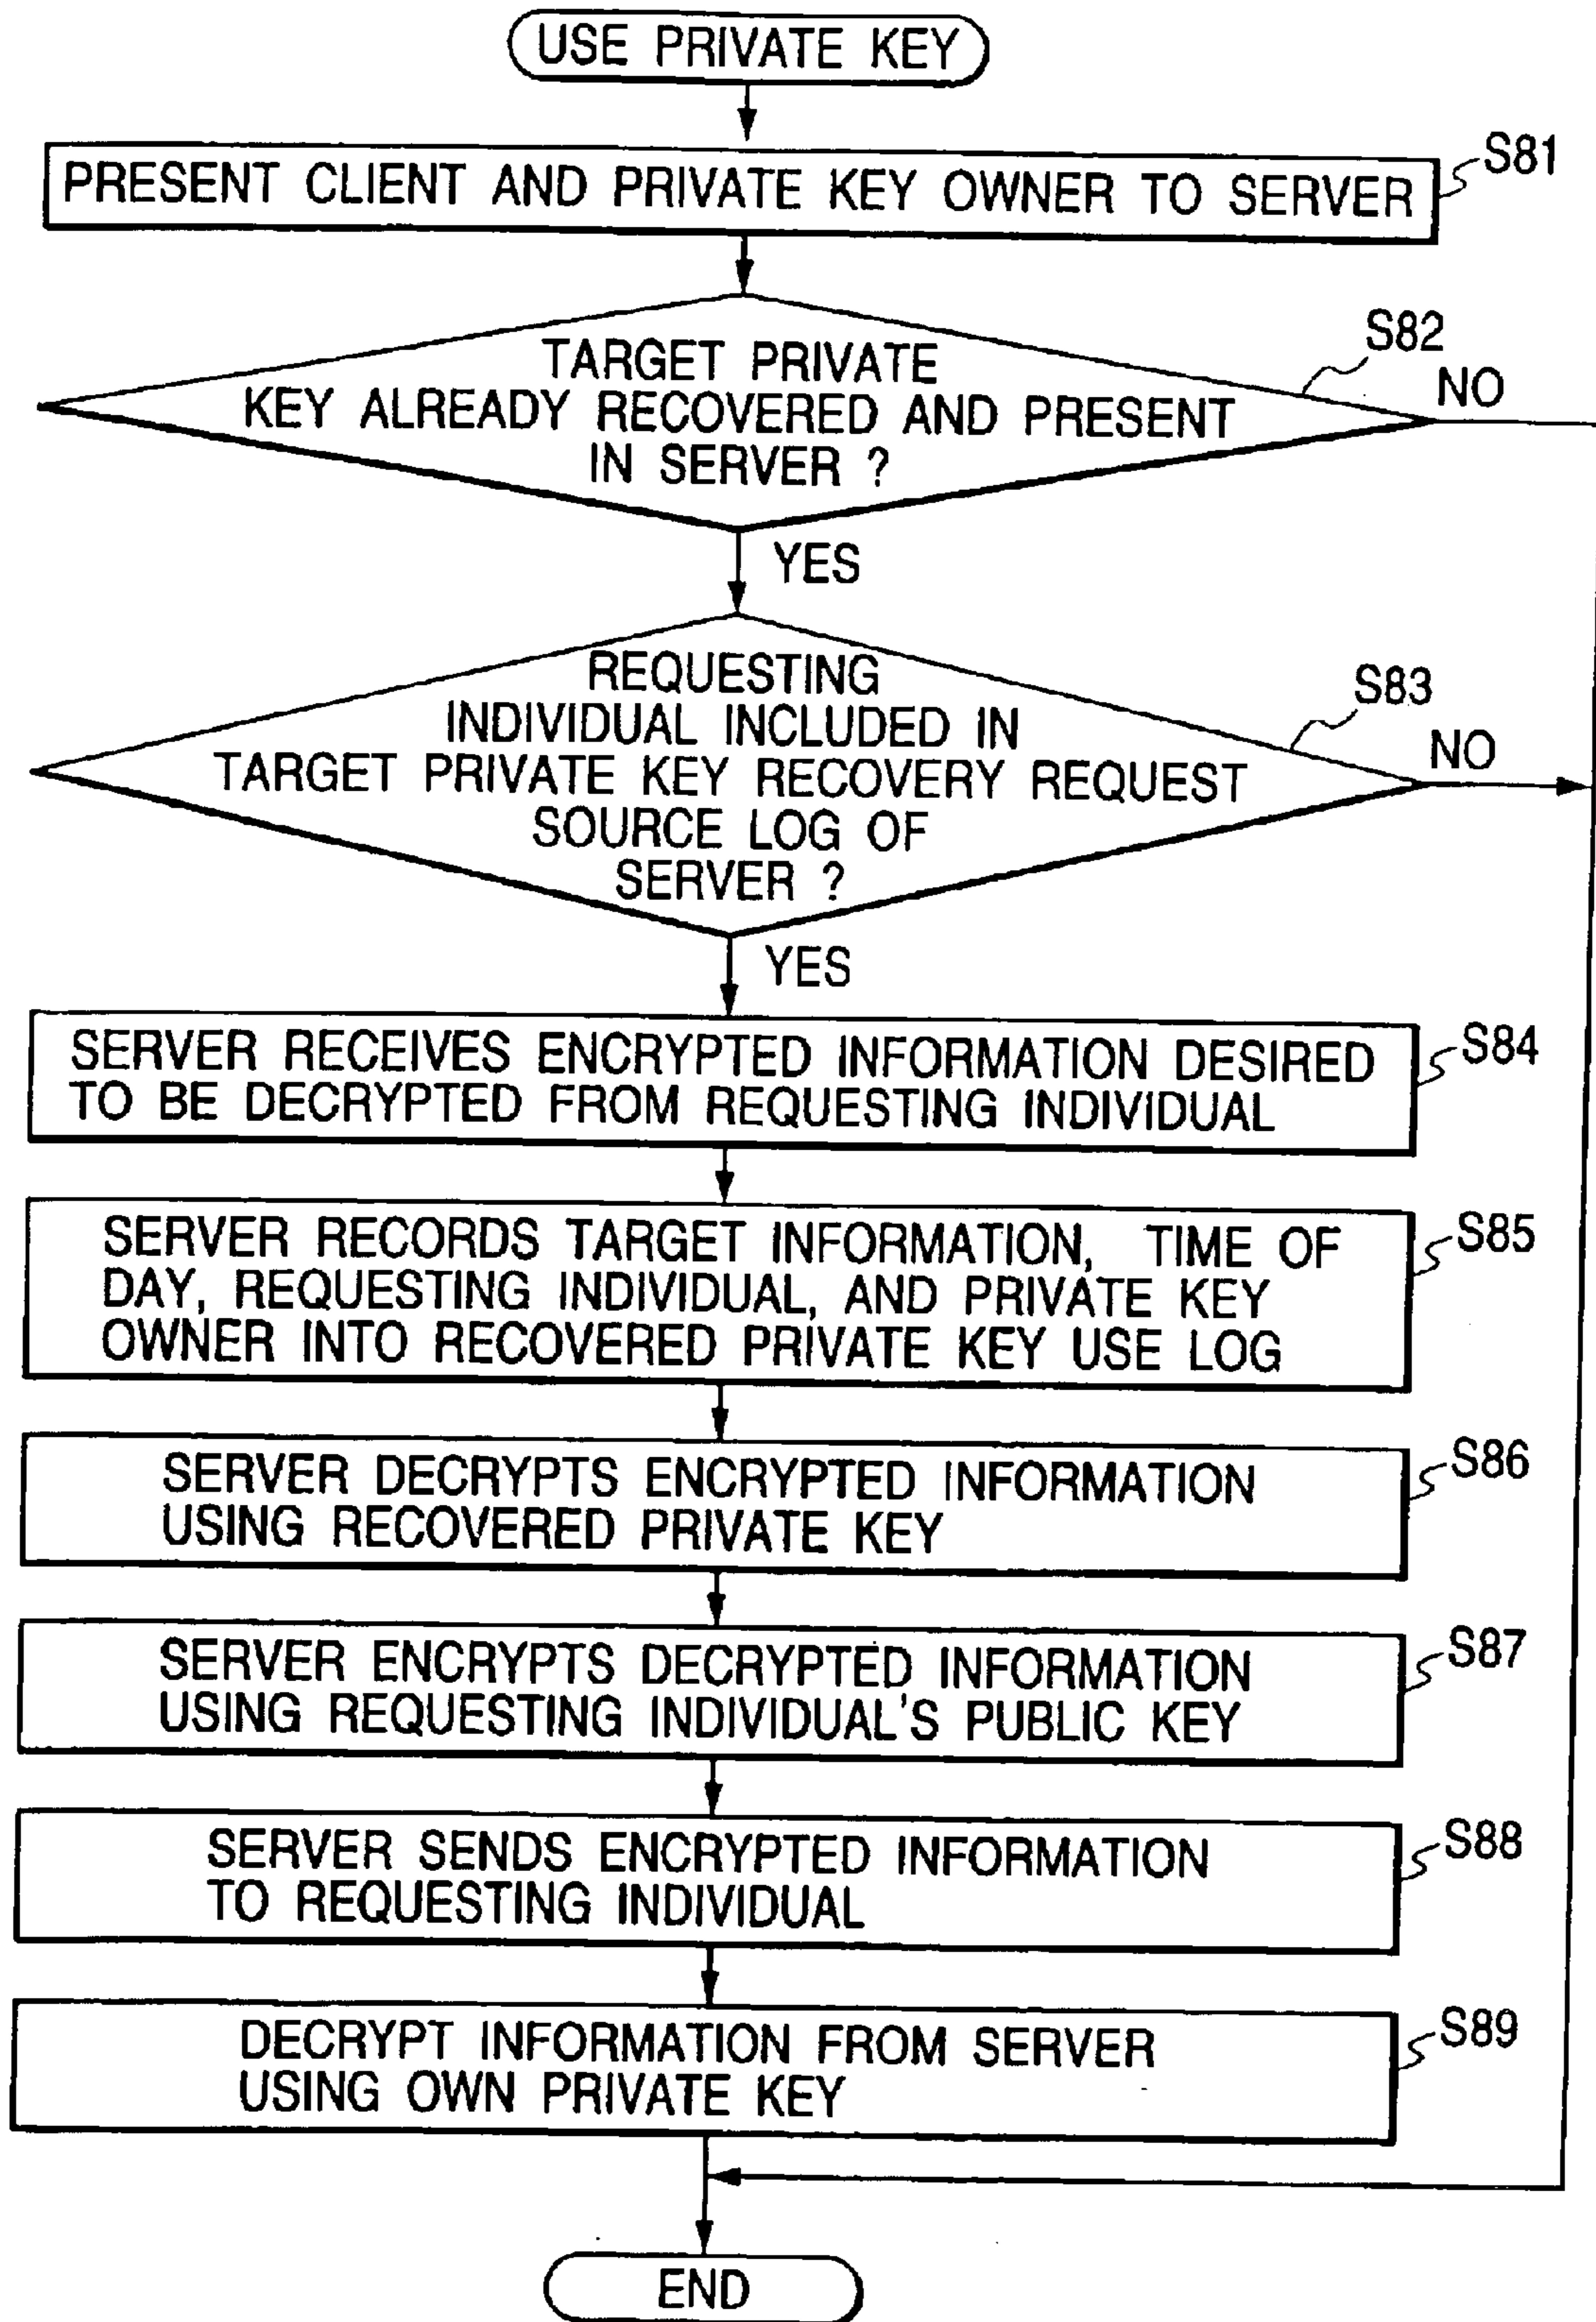 USE PRIVATE KEY
PRESENT CLIENT AND PRIVATE KEY OWNER TO SERVER
S81
TARGET PRIVATE
KEY ALREADY RECOVERED AND PRESENT
IN SERVER ?
S82
NO
YES
REQUESTING
INDIVIDUAL INCLUDED IN
TARGET PRIVATE KEY RECOVERY REQUEST
SOURCE LOG OF
SERVER ?
S83
NO
YES
SERVER RECEIVES ENCRYPTED INFORMATION DESIRED
TO BE DECRYPTED FROM REQUESTING INDIVIDUAL
S84
SERVER RECORDS TARGET INFORMATION, TIME OF
DAY, REQUESTING INDIVIDUAL, AND PRIVATE KEY
OWNER INTO RECOVERED PRIVATE KEY USE LOG
S85
SERVER DECRYPTS ENCRYPTED INFORMATION
USING RECOVERED PRIVATE KEY
S86
SERVER ENCRYPTS DECRYPTED INFORMATION
USING REQUESTING INDIVIDUAL'S PUBLIC KEY
S87
SERVER SENDS ENCRYPTED INFORMATION
TO REQUESTING INDIVIDUAL
S88
DECRYPT INFORMATION FROM SERVER
USING OWN PRIVATE KEY
S89
END